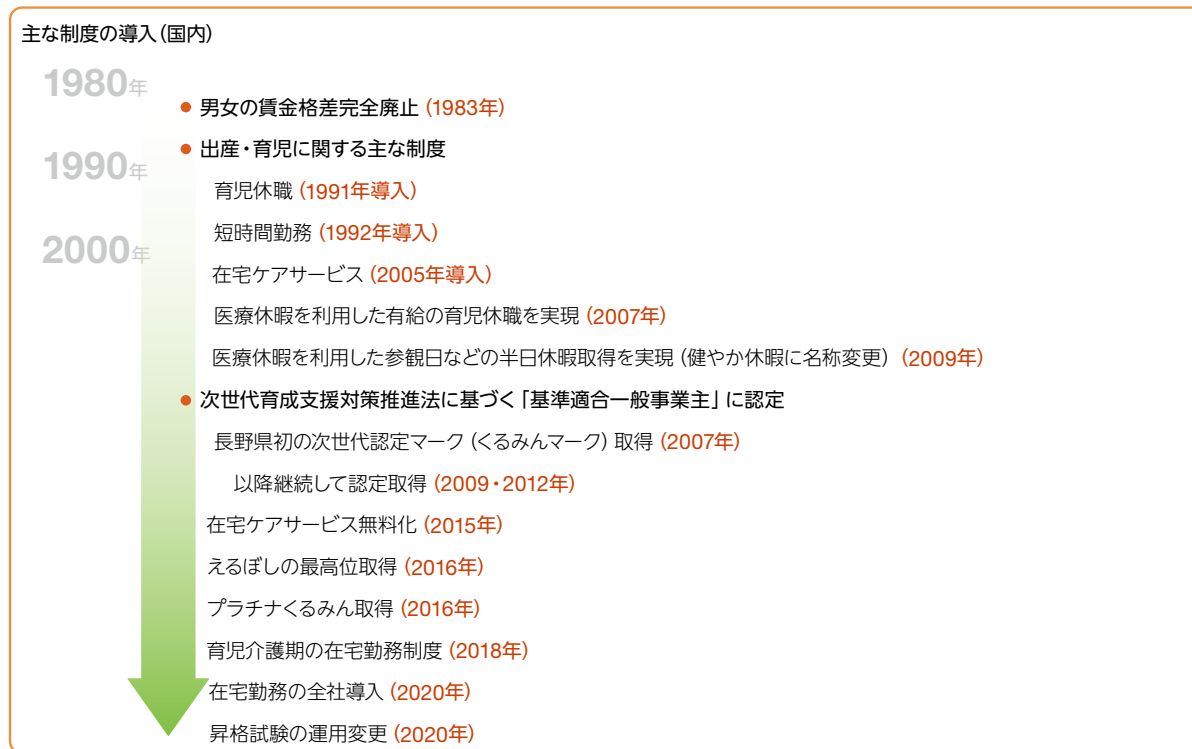 主な制度の導入(国内)
1980年
● 男女の賃金格差完全廃止 (1983年)
● 出産・育児に関する主な制度
1990年
育児休職 (1991年導入)
短時間勤務 (1992年導入)
2000年
在宅ケアサービス (2005年導入)
医療休暇を利用した有給の育児休職を実現 (2007年)
医療休暇を利用した参観日などの半日休暇取得を実現 (健やか休暇に名称変更) (2009年)
● 次世代育成支援対策推進法に基づく「基準適合一般事業主」に認定
長野県初の次世代認定マーク (くるみんマーク) 取得 (2007年)
以降継続して認定取得 (2009・2012年)
在宅ケアサービス無料化 (2015年)
えるぼしの最高位取得 (2016年)
プラチナくるみん取得 (2016年)
育児介護期の在宅勤務制度 (2018年)
在宅勤務の全社導入 (2020年)
昇格試験の運用変更 (2020年)